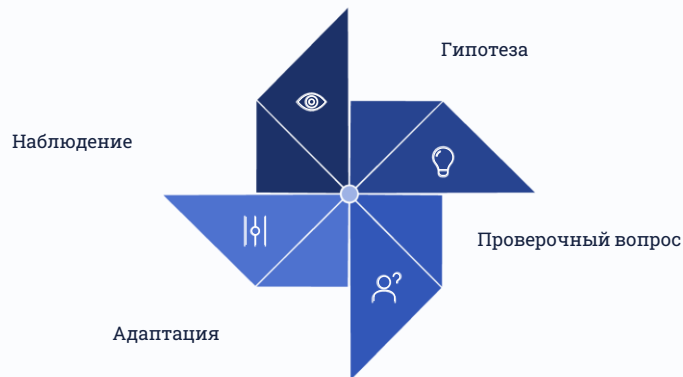 Гипотеза
Наблюдение
Проверочный вопрос
Адаптация